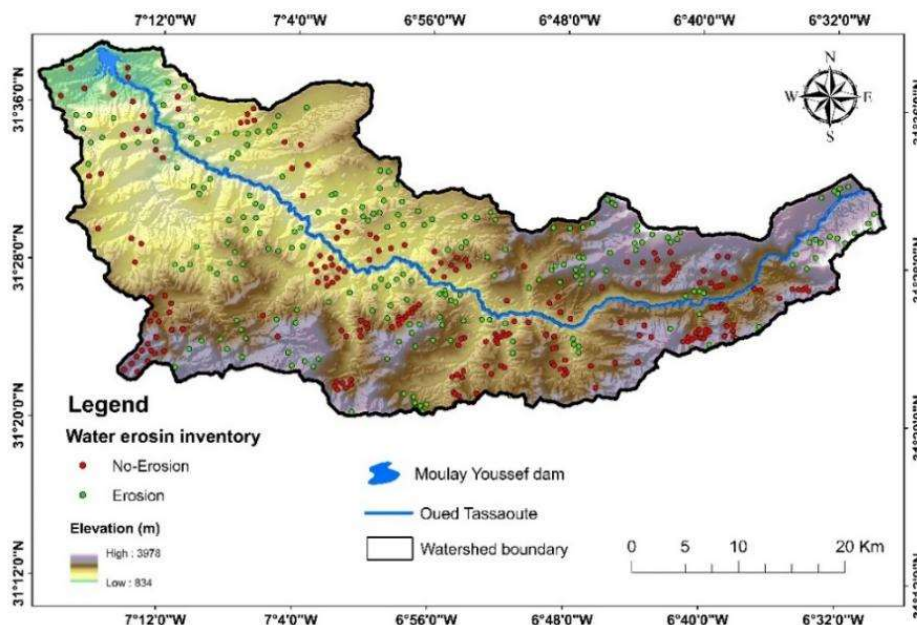 7°12'0"W 7°4'0"W 6°56'0"W 6°48'0"W 6°40'0"W 6°32'0"W
31°36'0"N
31°28'0"N
31°20'0"N
31°12'0"N
N
W E
S
Legend
Water erosin inventory
No-Erosion
Erosion
Elevation (m)
High : 3978
Low : 834
Moulay Youssef dam
Oued Tassaoute
Watershed boundary
0 5 10 20 Km
7°12'0"W 7°4'0"W 6°56'0"W 6°48'0"W 6°40'0"W 6°32'0"W